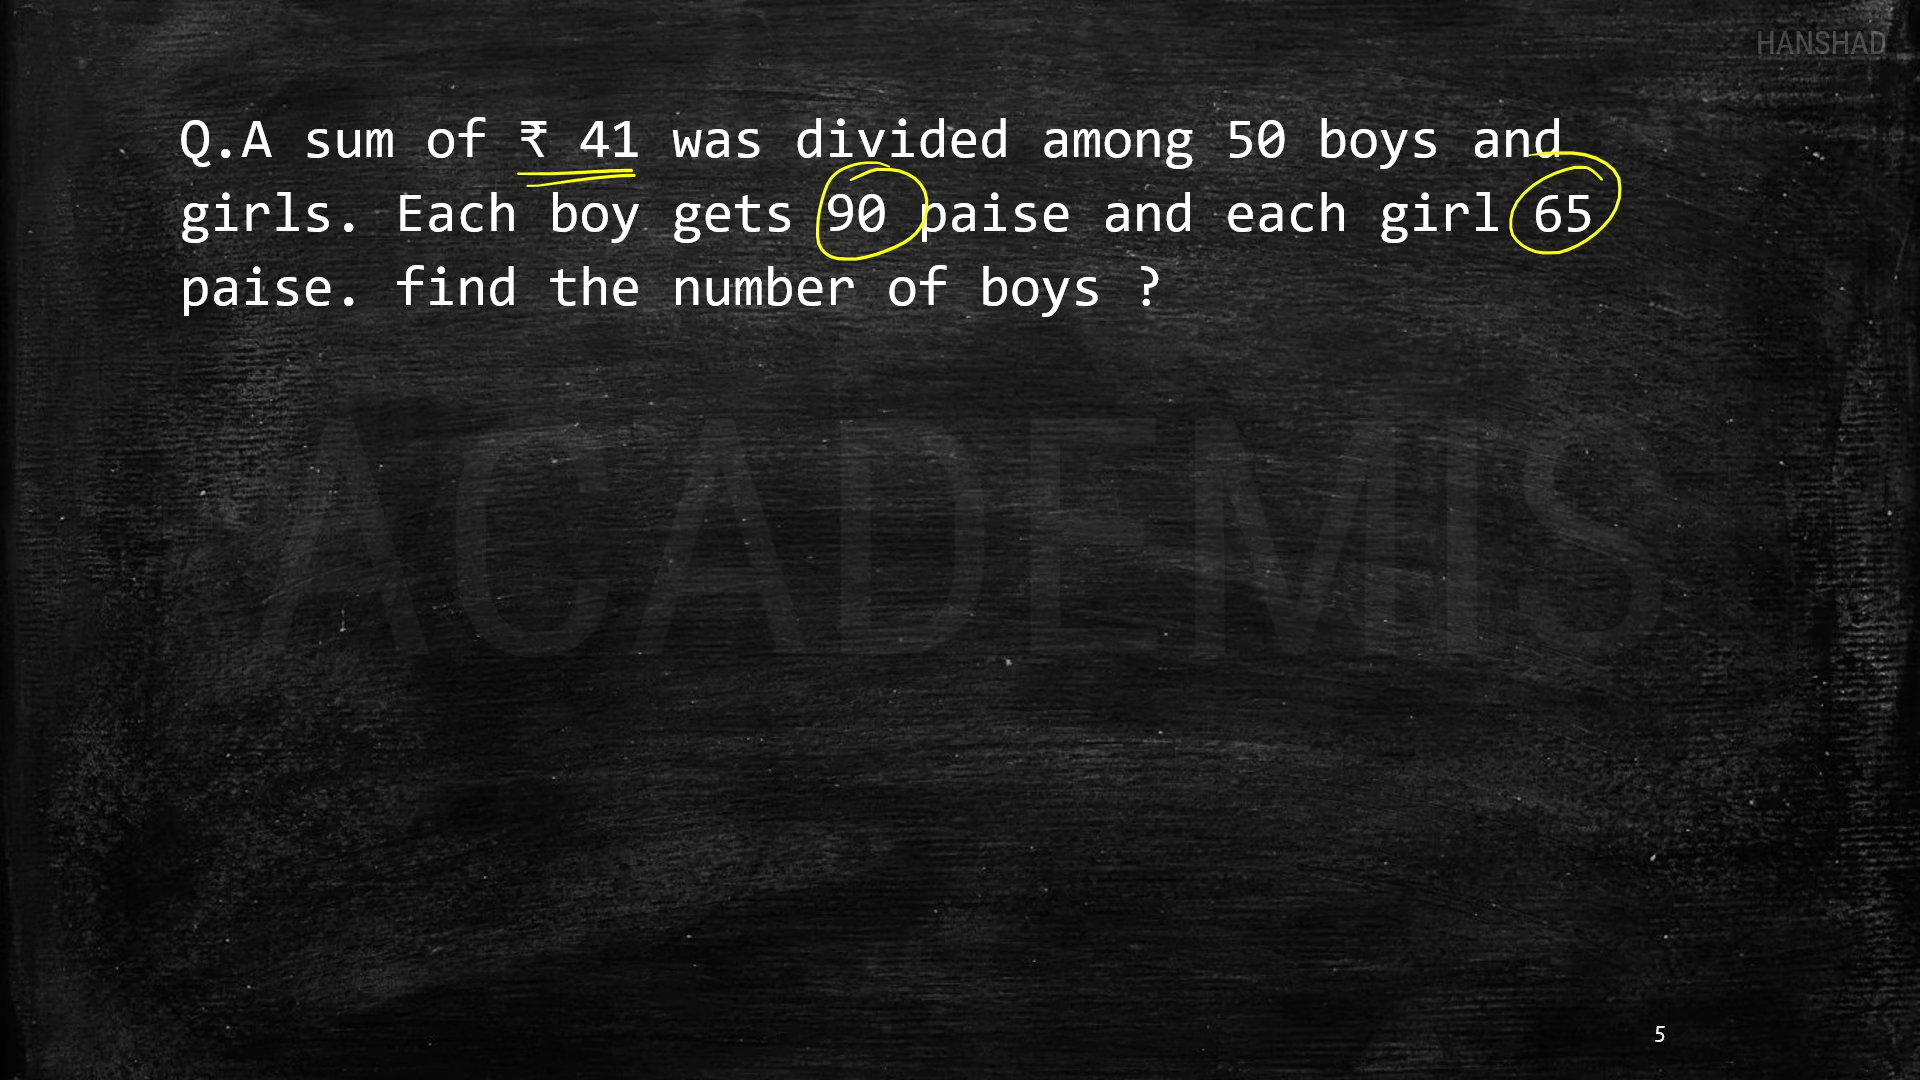 HANSHAD
Q.A sum of ₹ 41 was divided among 50 boys and
girls. Each boy gets 90 paise and each girl 65
paise. find the number of boys ?
ACADEMIS
5